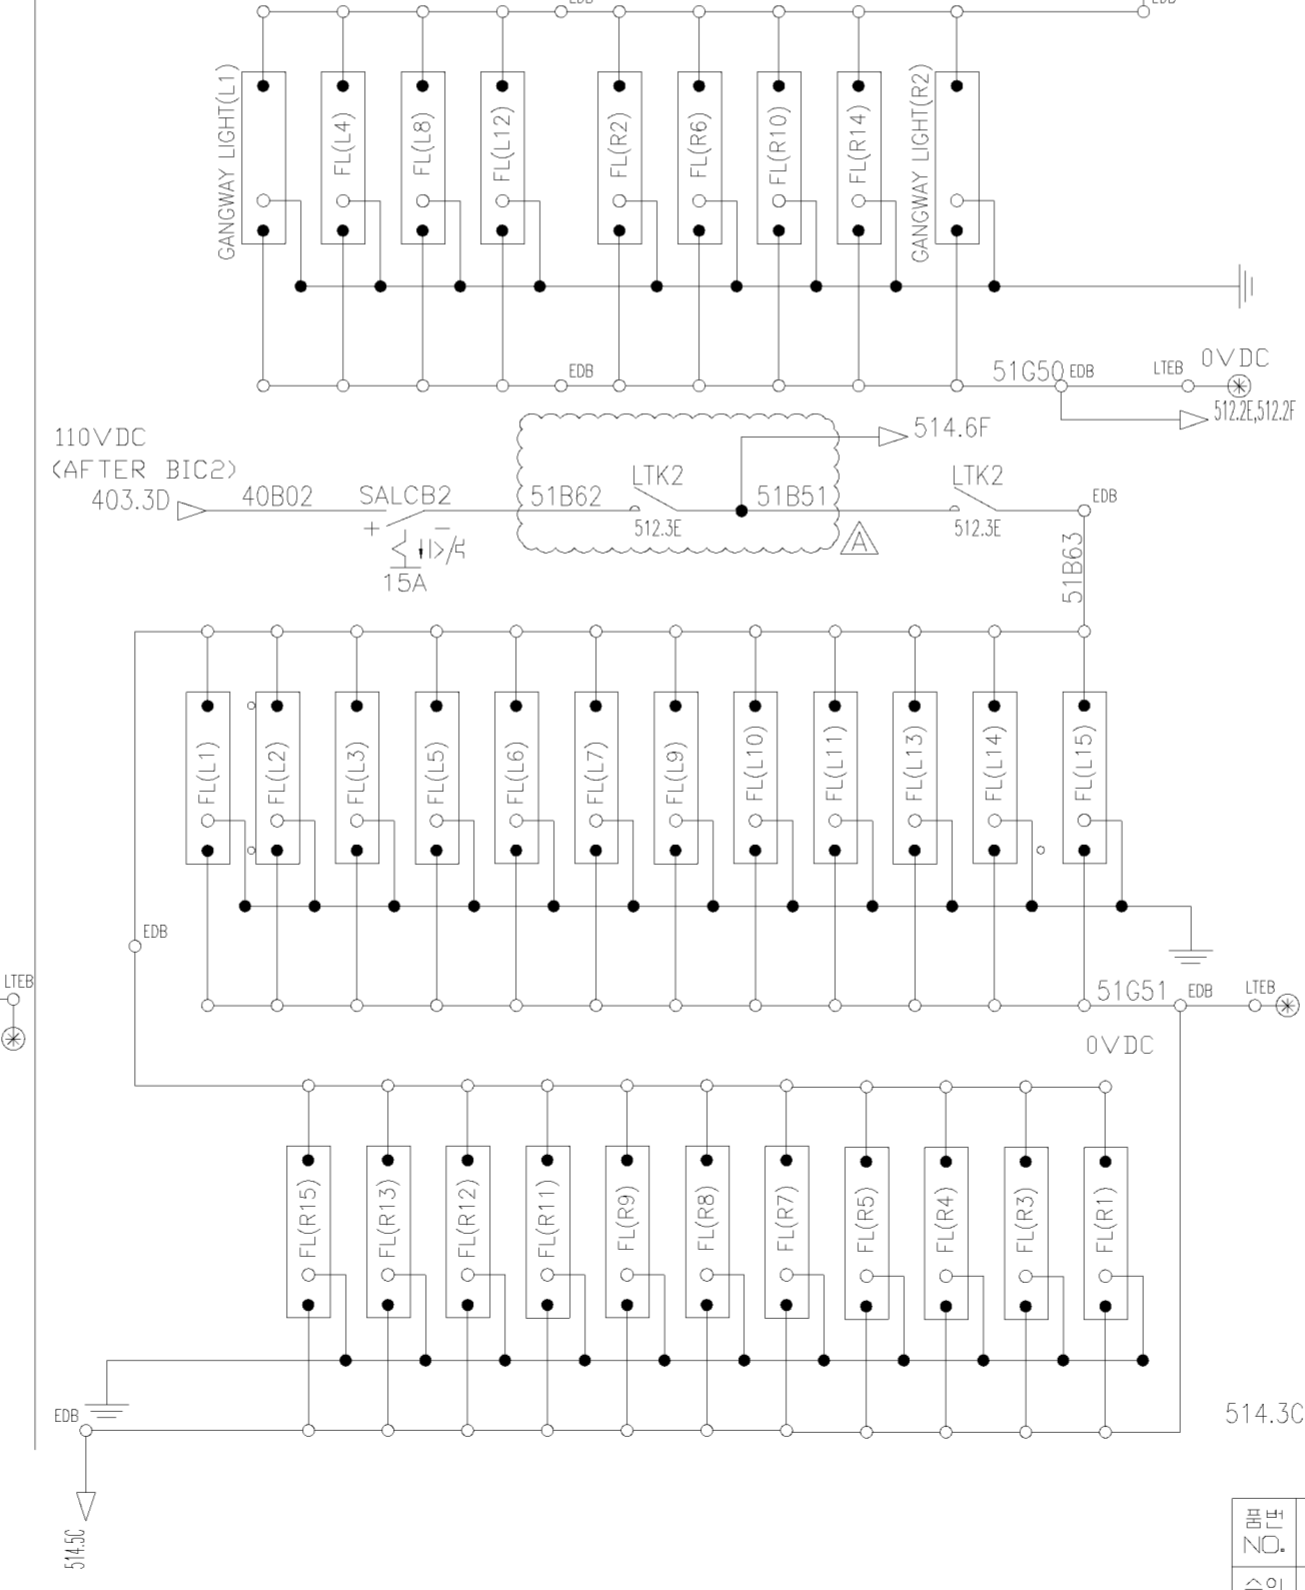 EDB
EDB
GANGWAY LIGHT(L1)
FL(L4)
FL(L8)
FL(L12)
FL(R2)
FL(R6)
FL(R10)
FL(R14)
GANGWAY LIGHT(R2)
EDB
51G50
EDB
LTEB
0VDC
512.2E,512.2F
110VDC
(AFTER BIC2)
403.3D
40B02
SALCB2
+
−
15A
51B62
LTK2
512.3E
51B51
514.6F
A
LTK2
512.3E
EDB
51B63
FL(L1)
FL(L2)
FL(L3)
FL(L5)
FL(L6)
FL(L7)
FL(L9)
FL(L10)
FL(L11)
FL(L13)
FL(L14)
FL(L15)
EDB
LTEB
51G51
EDB
LTEB
0VDC
FL(R15)
FL(R13)
FL(R12)
FL(R11)
FL(R9)
FL(R8)
FL(R7)
FL(R5)
FL(R4)
FL(R3)
FL(R1)
EDB
514.5C
514.3C
품번
NO.